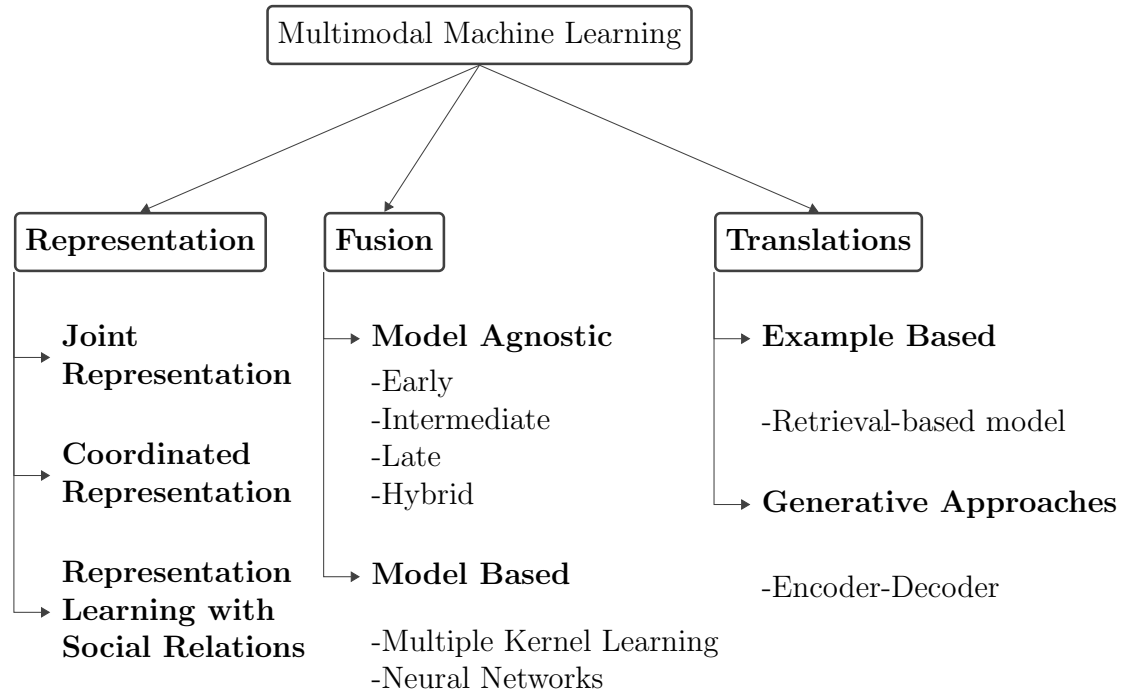 Multimodal Machine Learning
Representation
Joint
Representation
Coordinated
Representation
Representation
Learning with
Social Relations
Fusion
Model Agnostic
-Early
-Intermediate
-Late
-Hybrid
Model Based
-Multiple Kernel Learning
-Neural Networks
Translations
Example Based
-Retrieval-based model
Generative Approaches
-Encoder-Decoder